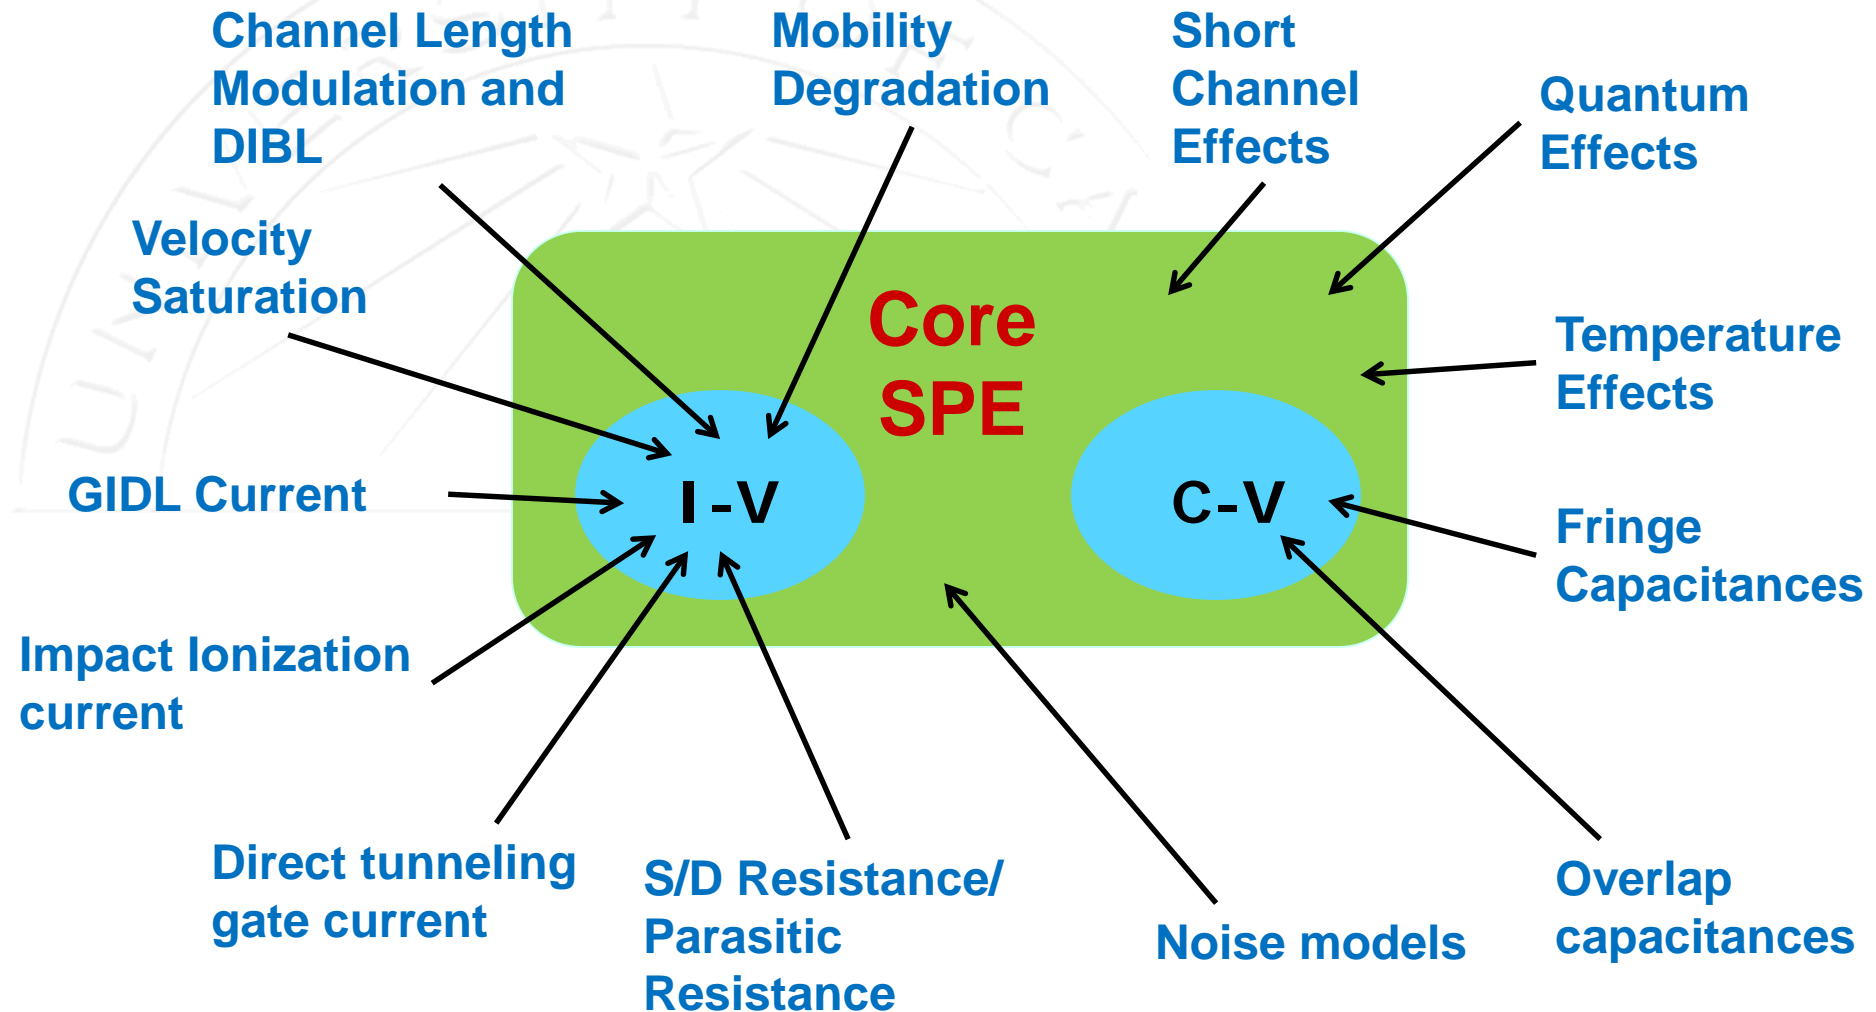 Channel Length
Modulation and
DIBL
Mobility
Degradation
Short
Channel
Effects
Quantum
Effects
Velocity
Saturation
Core
SPE
Temperature
Effects
GIDL Current
I-V
C-V
Fringe
Capacitances
Impact Ionization
current
Direct tunneling
gate current
S/D Resistance/
Parasitic
Resistance
Noise models
Overlap
capacitances